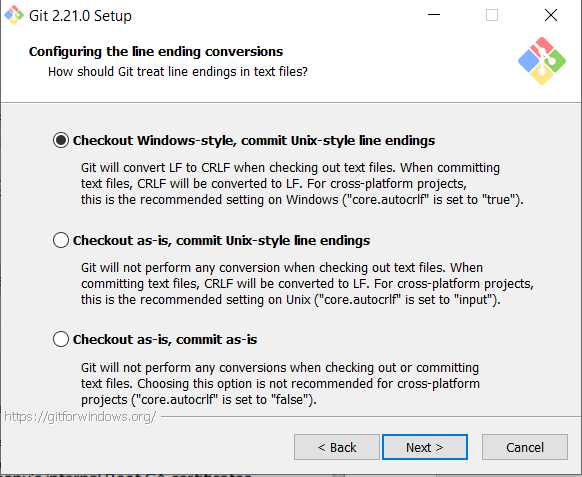 Git 2.21.0 Setup
Configuring the line ending conversions
How should Git treat line endings in text files?
Checkout Windows-style, commit Unix-style line endings
Git will convert LF to CRLF when checking out text files. When committing
text files, CRLF will be converted to LF. For cross-platform projects,
this is the recommended setting on Windows ("core.autocrlf" is set to "true").
Checkout as-is, commit Unix-style line endings
Git will not perform any conversion when checking out text files. When
committing text files, CRLF will be converted to LF. For cross-platform projects,
this is the recommended setting on Unix ("core.autocrlf" is set to "input").
Checkout as-is, commit as-is
Git will not perform any conversions when checking out or committing
text files. Choosing this option is not recommended for cross-platform
projects ("core.autocrlf" is set to "false").
https://gitforwindows.org/
< Back
Next >
Cancel
internal Root CA certificates